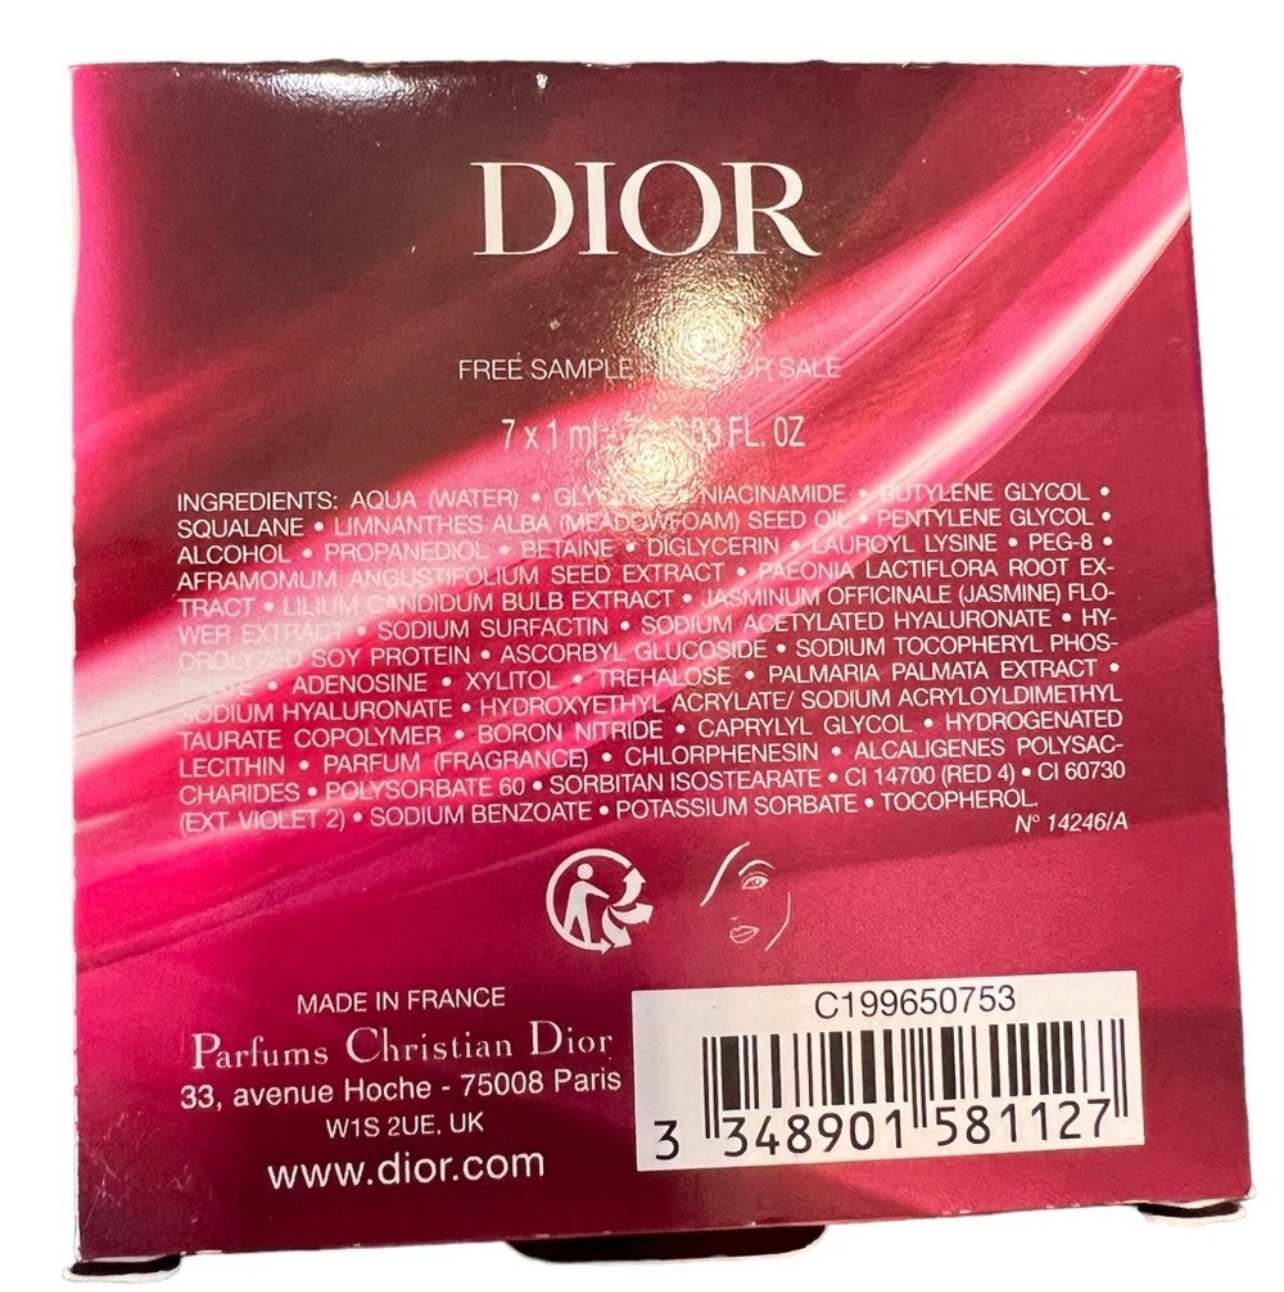 DIOR
FREE SAMPLE SALE
7 x 1 ml FL. OZ
INGREDIENTS: AQUA (WATER) • NIACINAMIDE • BUTYLENE GLYCOL •
SQUALANE • LIMNANTHES ALBA (MEADOWFOAM) SEED OIL • PENTYLENE GLYCOL •
ALCOHOL • PROPANEDIOL • BETAINE • DIGLYCERIN • LAUROYL LYSINE • PEG-8 •
AFRAMOMUM ANGUSTIFOLIUM SEED EXTRACT • PAEONIA LACTIFLORA ROOT EX-
TRACT • LILIUM CANDIDUM BULB EXTRACT • JASMINUM OFFICINALE (JASMINE) FLO-
WER EXTRACT • SODIUM SURFACTIN • SODIUM ACETYLATED HYALURONATE • HY-
DROLYZED SOY PROTEIN • ASCORBYL GLUCOSIDE • SODIUM TOCOPHERYL PHOS-
• ADENOSINE • XYLITOL • TREHALOSE • PALMARIA PALMATA EXTRACT •
SODIUM HYALURONATE • HYDROXYETHYL ACRYLATE/ SODIUM ACRYLOYLDIMETHYL
TAURATE COPOLYMER • BORON NITRIDE • CAPRYLYL GLYCOL • HYDROGENATED
LECITHIN • PARFUM (FRAGRANCE) • CHLORPHENESIN • ALCALIGENES POLYSAC-
CHARIDES • POLYSORBATE 60 • SORBITAN ISOSTEARATE • CI 14700 (RED 4) • CI 60730
(EXT. VIOLET 2) • SODIUM BENZOATE • POTASSIUM SORBATE • TOCOPHEROL.
N° 14246/A
MADE IN FRANCE
Parfums Christian Dior
33, avenue Hoche - 75008 Paris
W1S 2UE, UK
www.dior.com
C199650753
3 348901 581127